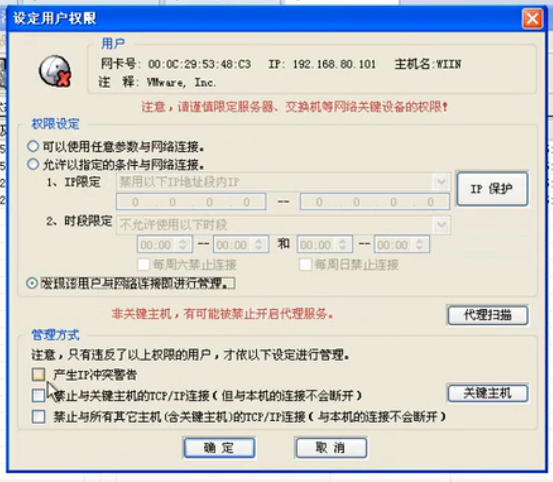 设定用户权限
用户
网卡号: 00:0C:29:53:48:C3 IP: 192.168.80.101 主机名:WIIN
注 释: VMware, Inc.
注意，请谨慎限定服务器、交换机等网络关键设备的权限!
权限设定
可以使用任意参数与网络连接。
允许以指定的条件与网络连接。
1、IP限定 禁用以下IP地址段内IP
0 . 0 . 0 . 0 -- 0 . 0 . 0 . 0
IP 保护
2、时段限定 不允许使用以下时段
00:00 -- 00:00 和 00:00 -- 00:00
每周六禁止连接 每周日禁止连接
发现该用户与网络连接即进行管理。
非关键主机，有可能被禁止开启代理服务。 代理扫描
管理方式
注意，只有违反了以上权限的用户，才依以下设定进行管理。
产生IP冲突警告
禁止与关键主机的TCP/IP连接(但与本机的连接不会断开) 关键主机
禁止与所有其它主机(含关键主机)的TCP/IP连接(与本机的连接不会断开)
确 定 取 消